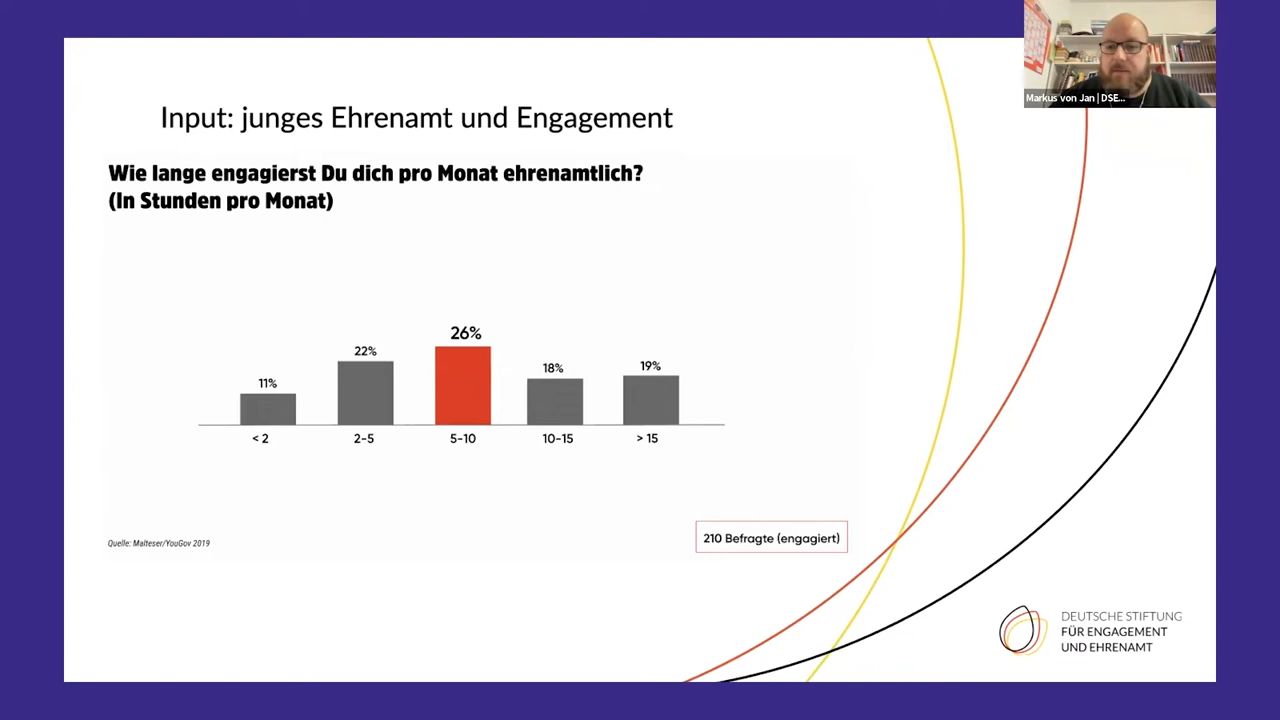 Markus von Jan | DSE...
Input: junges Ehrenamt und Engagement
Wie lange engagierst Du dich pro Monat ehrenamtlich?
(In Stunden pro Monat)
11%
22%
26%
18%
19%
< 2
2-5
5-10
10-15
> 15
Quelle: Malteser/YouGov 2019
210 Befragte (engagiert)
DEUTSCHE STIFTUNG
FÜR ENGAGEMENT
UND EHRENAMT